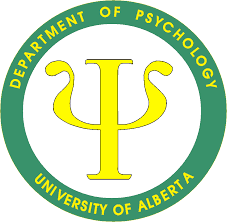 DEPARTMENT OF PSYCHOLOGY
Ψ
UNIVERSITY OF ALBERTA